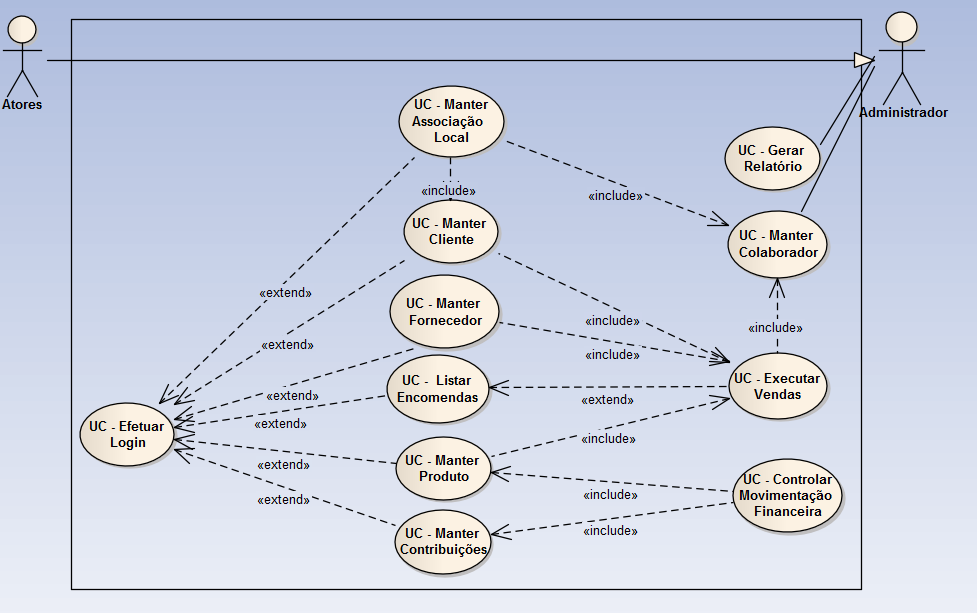 Atores
Administrador
UC - Manter
Associação
Local
UC - Gerar
Relatório
«include»
«include»
UC - Manter
Cliente
UC - Manter
Colaborador
«extend»
UC - Manter
Fornecedor
«include»
«include»
«extend»
«include»
UC - Listar
Encomendas
UC - Executar
Vendas
«extend»
«extend»
«extend»
UC - Efetuar
Login
«include»
UC - Manter
Produto
«extend»
UC - Controlar
Movimentação
Financeira
«include»
«extend»
UC - Manter
Contribuições
«include»